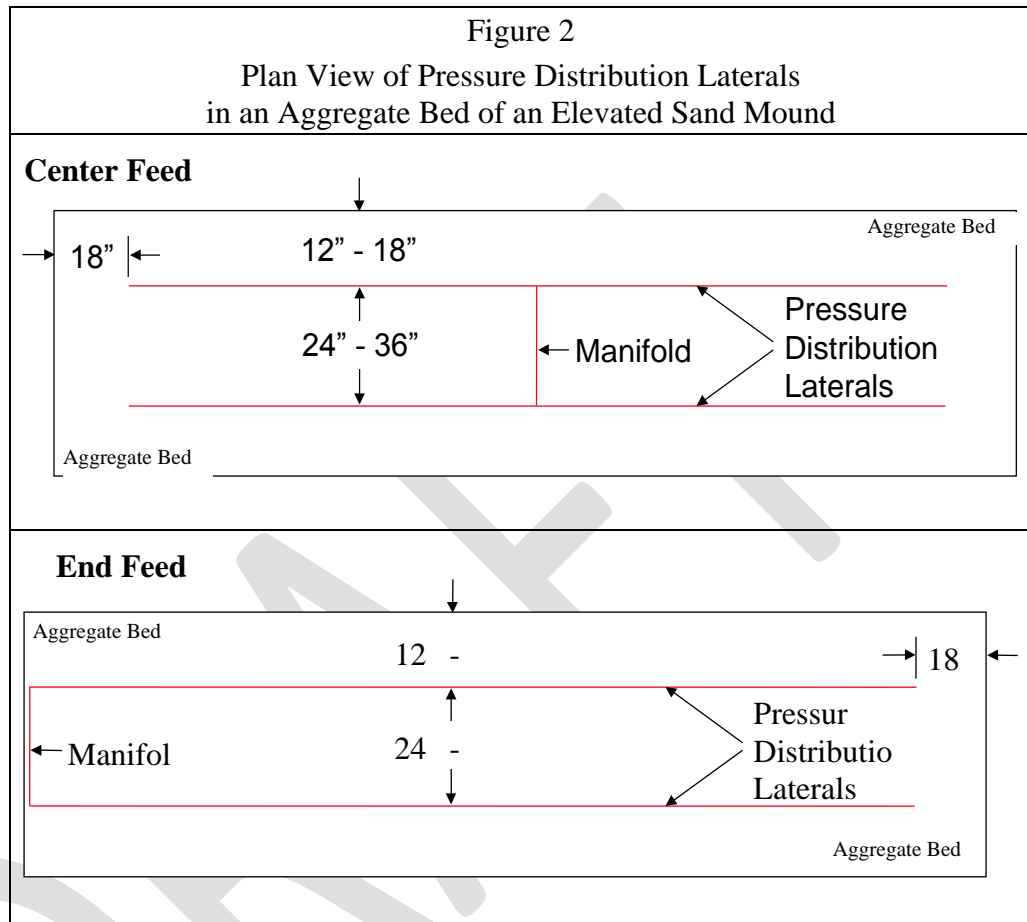 Figure 2
Plan View of Pressure Distribution Laterals
in an Aggregate Bed of an Elevated Sand Mound
Center Feed
Aggregate Bed
18”
12” - 18”
24” - 36”
Manifold
Pressure
Distribution
Laterals
Aggregate Bed
End Feed
Aggregate Bed
12 -
18
Manifol
24 -
Pressur
Distributio
Laterals
Aggregate Bed
DRAFT